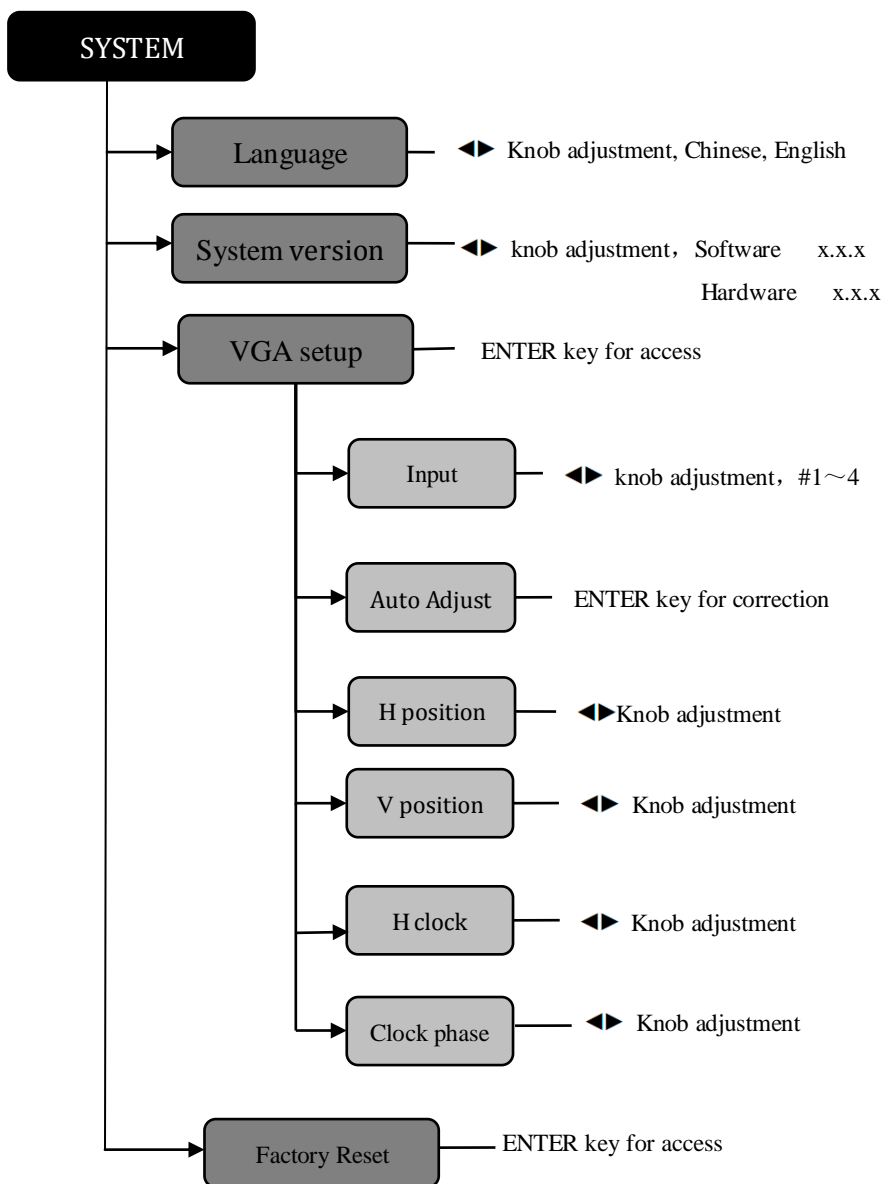 SYSTEM
Language ◀▶ Knob adjustment, Chinese, English
System version ◀▶ knob adjustment，Software x.x.x
Hardware x.x.x
VGA setup ENTER key for access
Input ◀▶ knob adjustment，#1～4
Auto Adjust ENTER key for correction
H position ◀▶Knob adjustment
V position ◀▶ Knob adjustment
H clock ◀▶ Knob adjustment
Clock phase ◀▶ Knob adjustment
Factory Reset ENTER key for access